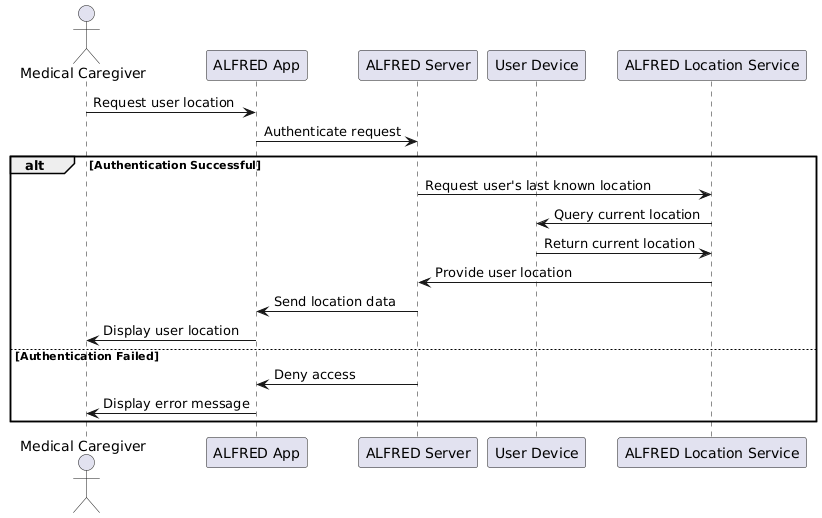 Medical Caregiver
ALFRED App
ALFRED Server
User Device
ALFRED Location Service
Request user location
Authenticate request
alt
[Authentication Successful]
Request user's last known location
Query current location
Return current location
Provide user location
Send location data
Display user location
[Authentication Failed]
Deny access
Display error message
Medical Caregiver
ALFRED App
ALFRED Server
User Device
ALFRED Location Service